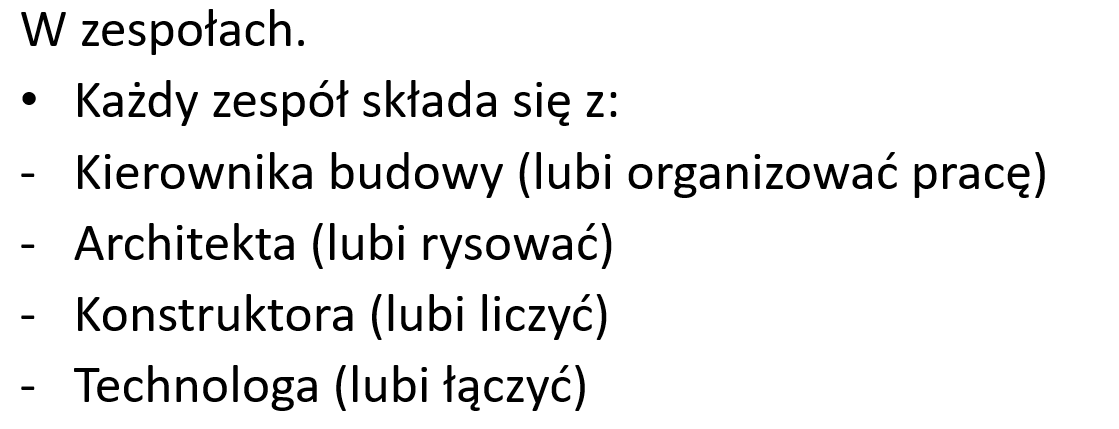 W zespołach.
• Każdy zespół składa się z:
- Kierownika budowy (lubi organizować pracę)
- Architekta (lubi rysować)
- Konstruktora (lubi liczyć)
- Technologa (lubi łączyć)